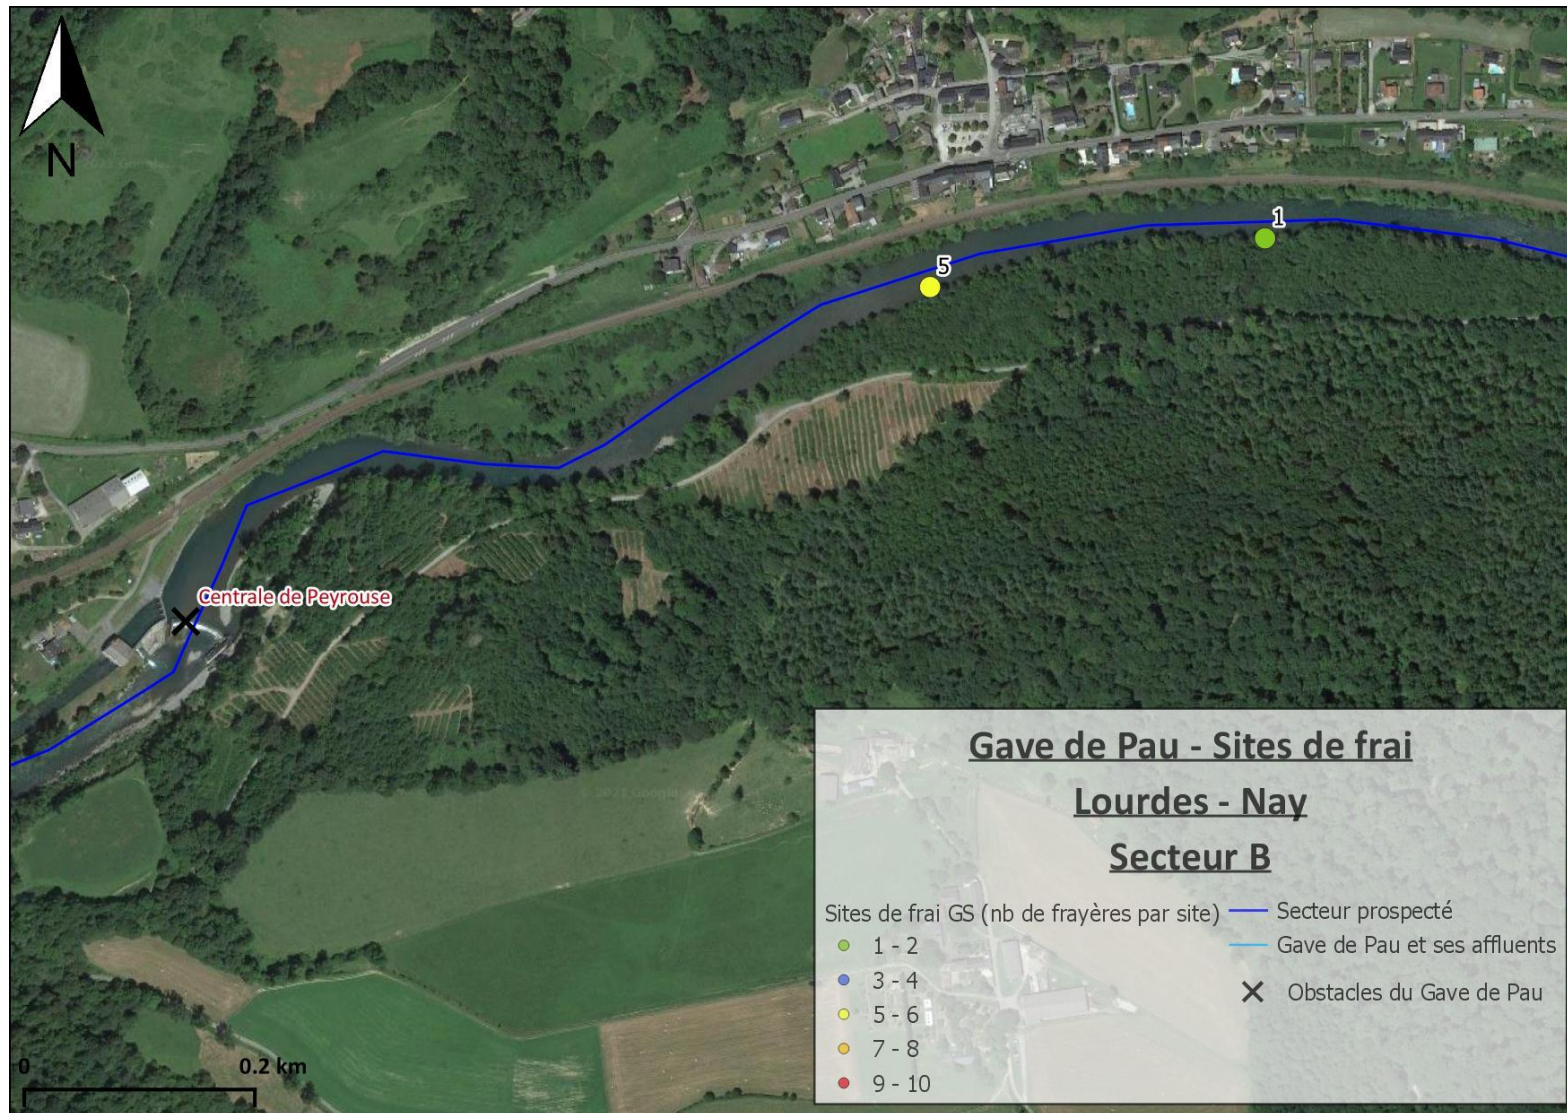 N
1
5
Centrale de Peyrouse
© 2021 Google
Gave de Pau - Sites de frai
Lourdes - Nay
Secteur B
Sites de frai GS (nb de frayères par site)
1 - 2
3 - 4
5 - 6
7 - 8
9 - 10
Secteur prospecté
Gave de Pau et ses affluents
Obstacles du Gave de Pau
0 0.2 km